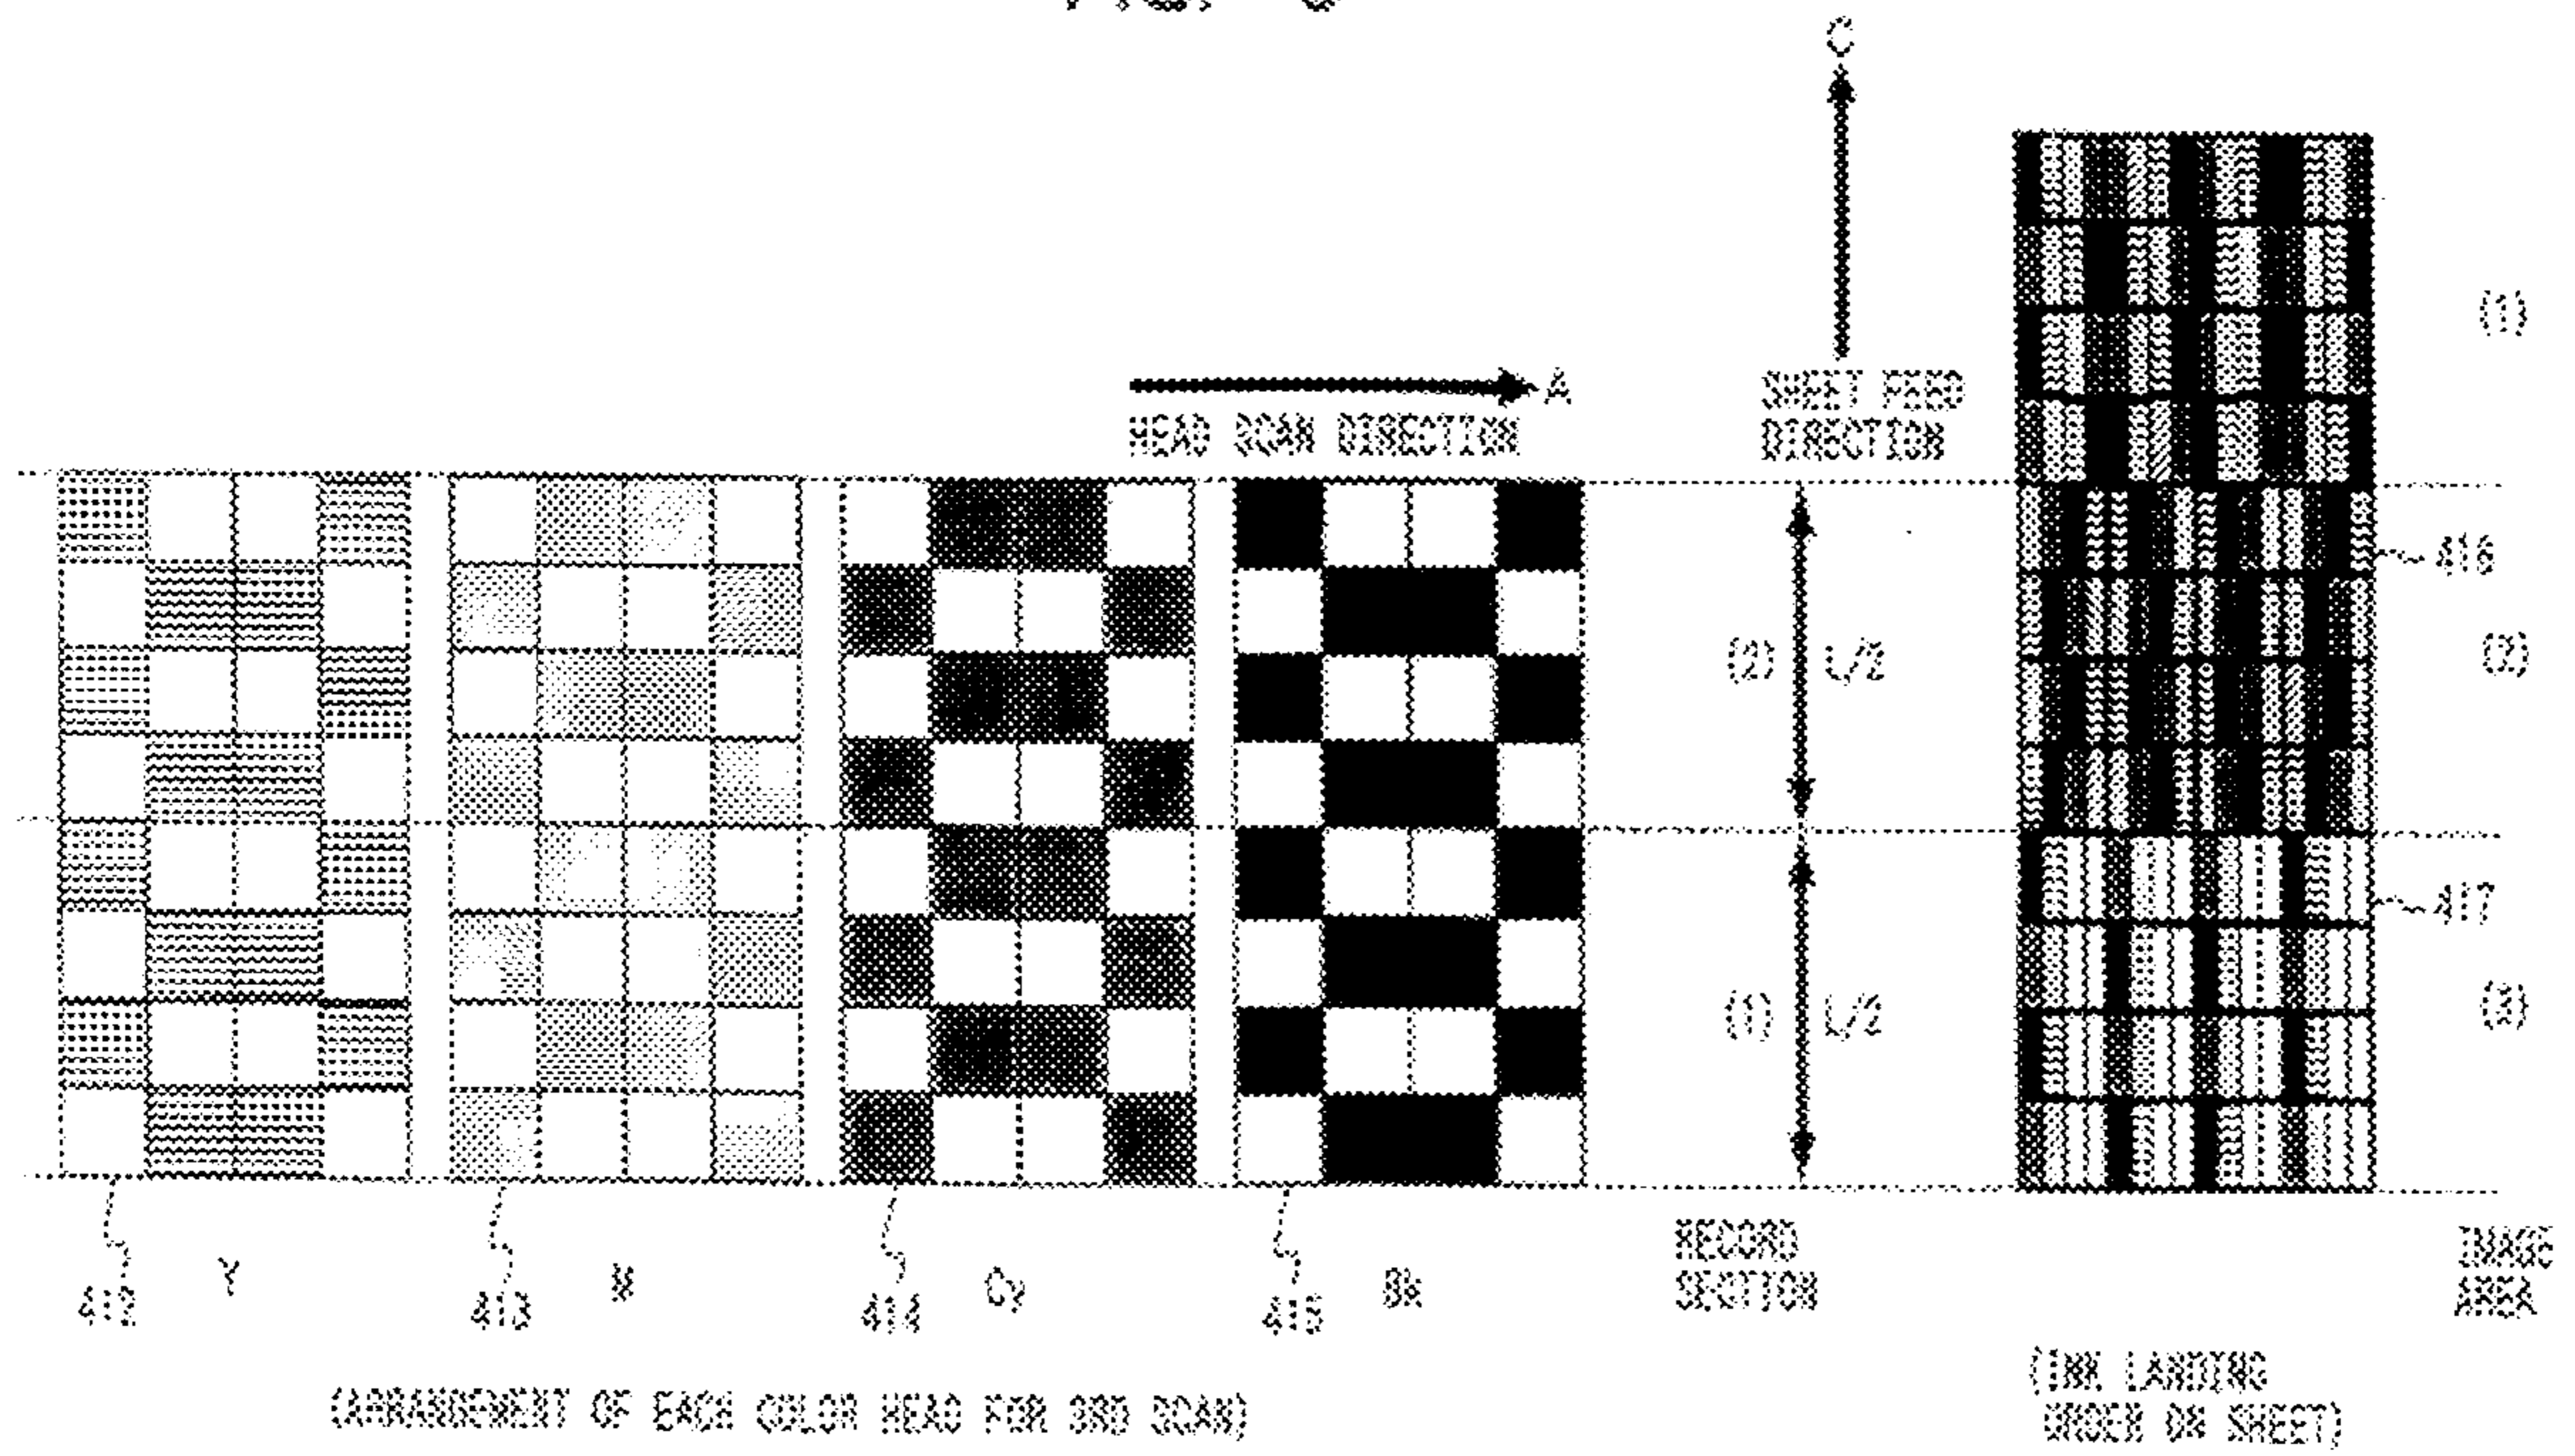 C
(1)
A
HEAD SCAN DIRECTION
SHEET FEED
DIRECTION
416
(2) L/2
(2)
417
(1) L/2
(3)
412 Y
413 M
414 Cy
415 Bk
RECORD
SECTION
IMAGE
AREA
(ARRANGEMENT OF EACH COLOR HEAD FOR 3RD SCAN)
(INK LANDING
ORDER ON SHEET)